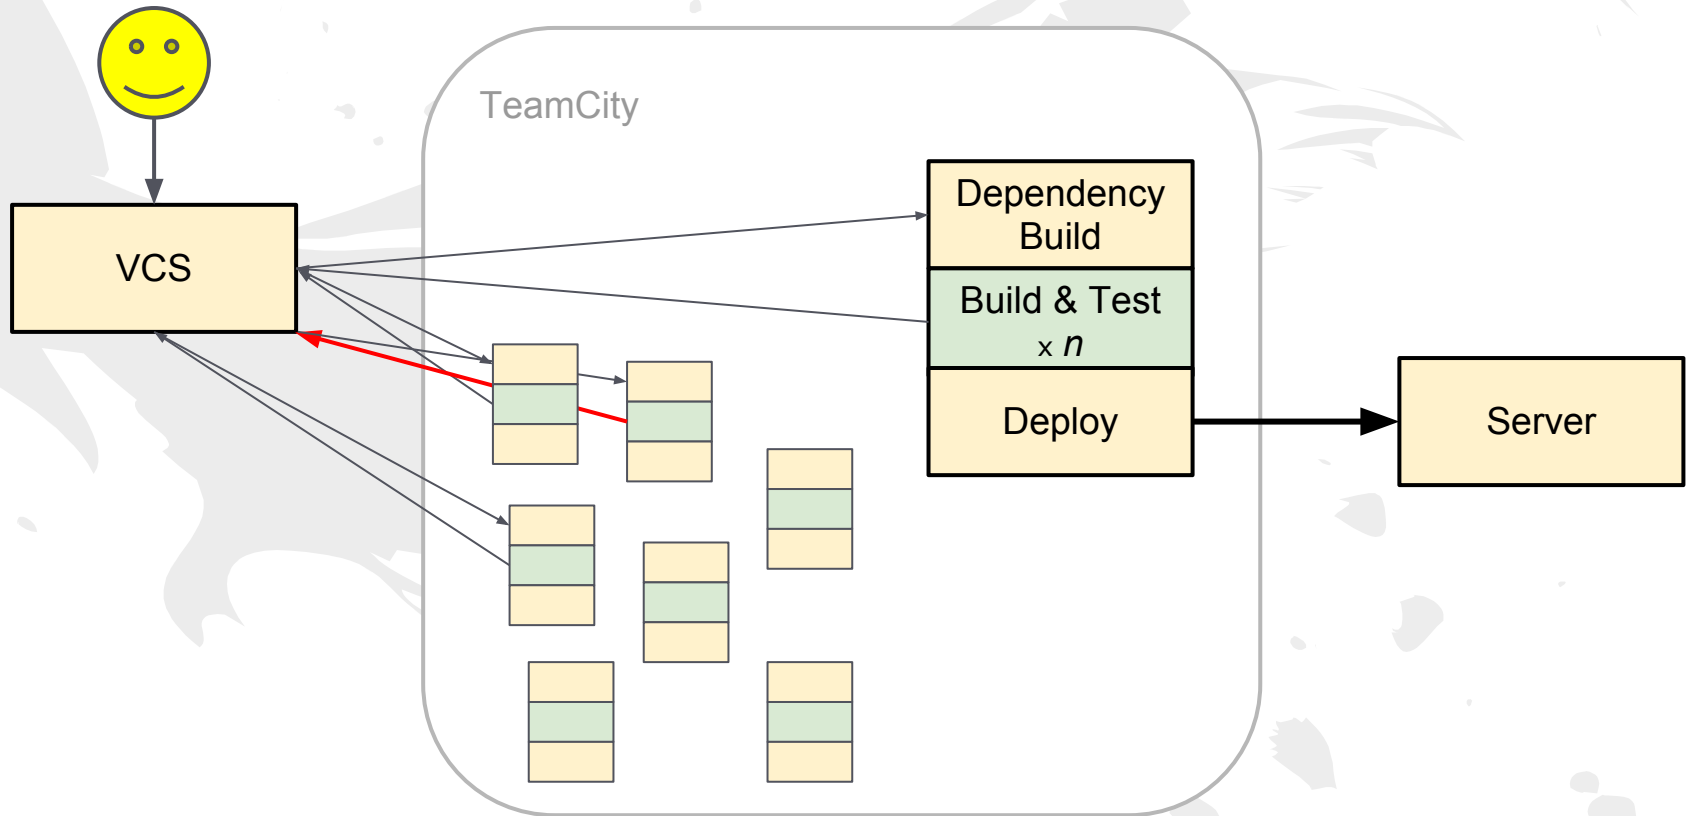 TeamCity
VCS
Dependency
Build
Build & Test
x n
Deploy
Server